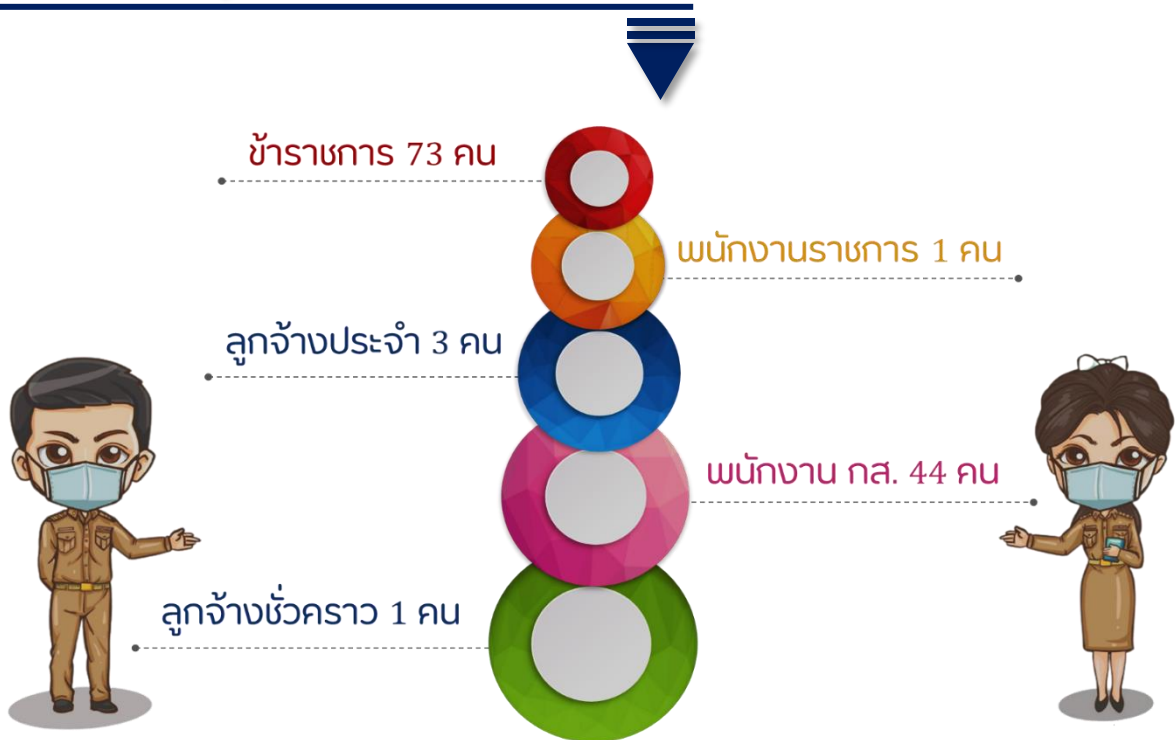 ข้าราชการ 73 คน
พนักงานราชการ 1 คน
ลูกจ้างประจำ 3 คน
พนักงาน กส. 44 คน
ลูกจ้างชั่วคราว 1 คน